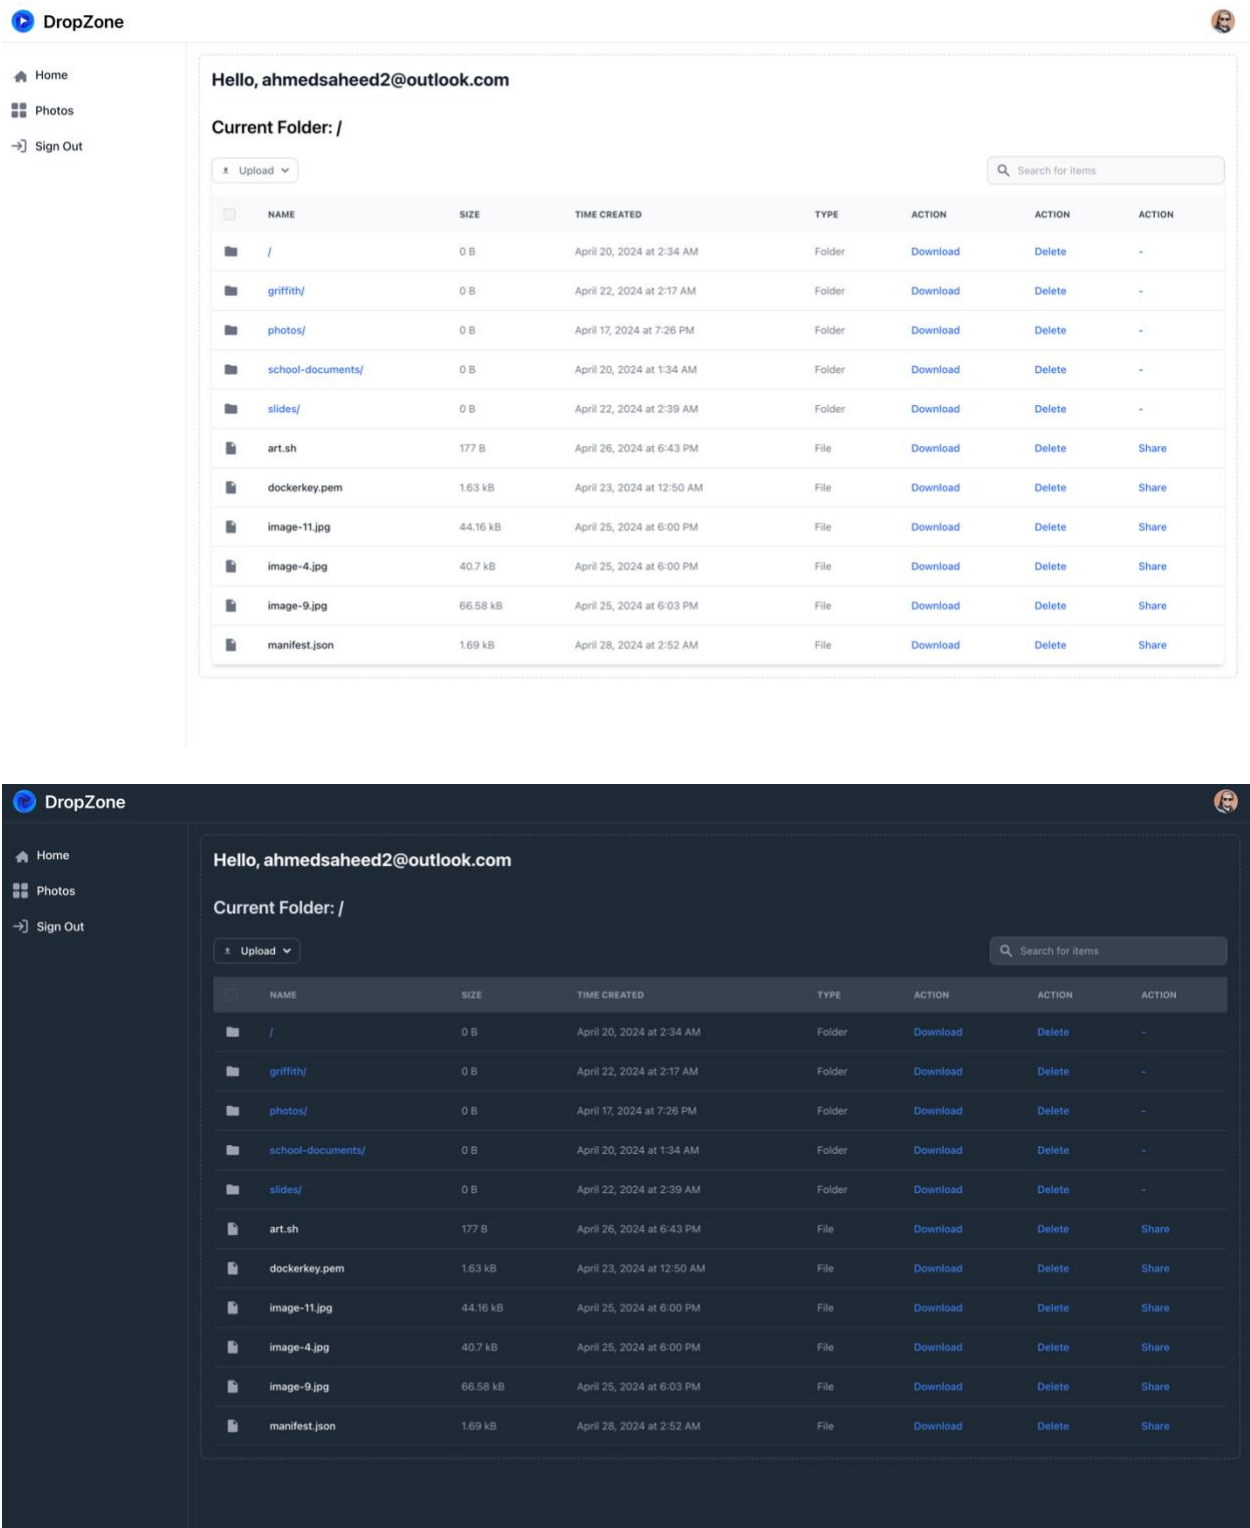 DropZone
Home
Photos
Sign Out
Hello, ahmedsaheed2@outlook.com
Current Folder: /
Upload
Search for items
NAME SIZE TIME CREATED TYPE ACTION ACTION ACTION
/ 0 B April 20, 2024 at 2:34 AM Folder Download Delete -
griffith/ 0 B April 22, 2024 at 2:17 AM Folder Download Delete -
photos/ 0 B April 17, 2024 at 7:26 PM Folder Download Delete -
school-documents/ 0 B April 20, 2024 at 1:34 AM Folder Download Delete -
slides/ 0 B April 22, 2024 at 2:39 AM Folder Download Delete -
art.sh 177 B April 26, 2024 at 6:43 PM File Download Delete Share
dockerkey.pem 1.63 kB April 23, 2024 at 12:50 AM File Download Delete Share
image-11.jpg 44.16 kB April 25, 2024 at 6:00 PM File Download Delete Share
image-4.jpg 40.7 kB April 25, 2024 at 6:00 PM File Download Delete Share
image-9.jpg 66.58 kB April 25, 2024 at 6:03 PM File Download Delete Share
manifest.json 1.69 kB April 28, 2024 at 2:52 AM File Download Delete Share
DropZone
Home
Photos
Sign Out
Hello, ahmedsaheed2@outlook.com
Current Folder: /
Upload
Search for items
NAME SIZE TIME CREATED TYPE ACTION ACTION ACTION
/ 0 B April 20, 2024 at 2:34 AM Folder Download Delete -
griffith/ 0 B April 22, 2024 at 2:17 AM Folder Download Delete -
photos/ 0 B April 17, 2024 at 7:26 PM Folder Download Delete -
school-documents/ 0 B April 20, 2024 at 1:34 AM Folder Download Delete -
slides/ 0 B April 22, 2024 at 2:39 AM Folder Download Delete -
art.sh 177 B April 26, 2024 at 6:43 PM File Download Delete Share
dockerkey.pem 1.63 kB April 23, 2024 at 12:50 AM File Download Delete Share
image-11.jpg 44.16 kB April 25, 2024 at 6:00 PM File Download Delete Share
image-4.jpg 40.7 kB April 25, 2024 at 6:00 PM File Download Delete Share
image-9.jpg 66.58 kB April 25, 2024 at 6:03 PM File Download Delete Share
manifest.json 1.69 kB April 28, 2024 at 2:52 AM File Download Delete Share